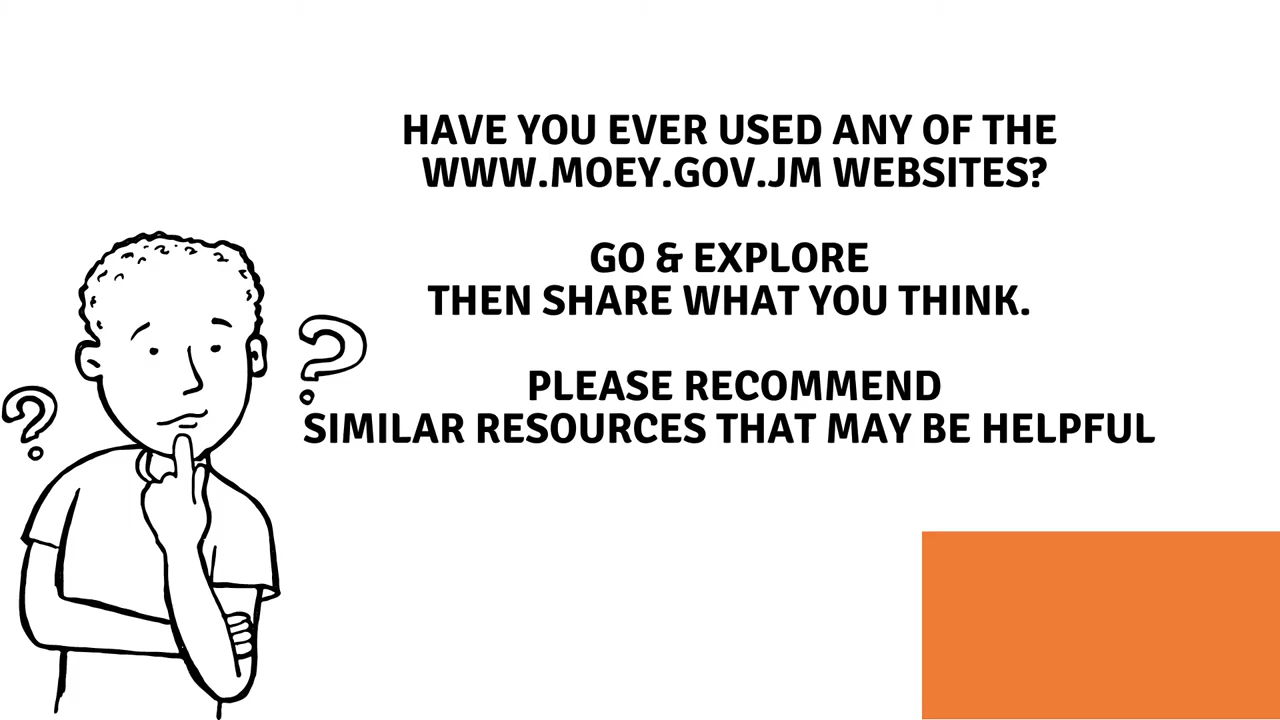 HAVE YOU EVER USED ANY OF THE
WWW.MOEY.GOV.JM WEBSITES?
GO & EXPLORE
THEN SHARE WHAT YOU THINK.
PLEASE RECOMMEND
SIMILAR RESOURCES THAT MAY BE HELPFUL
? ?